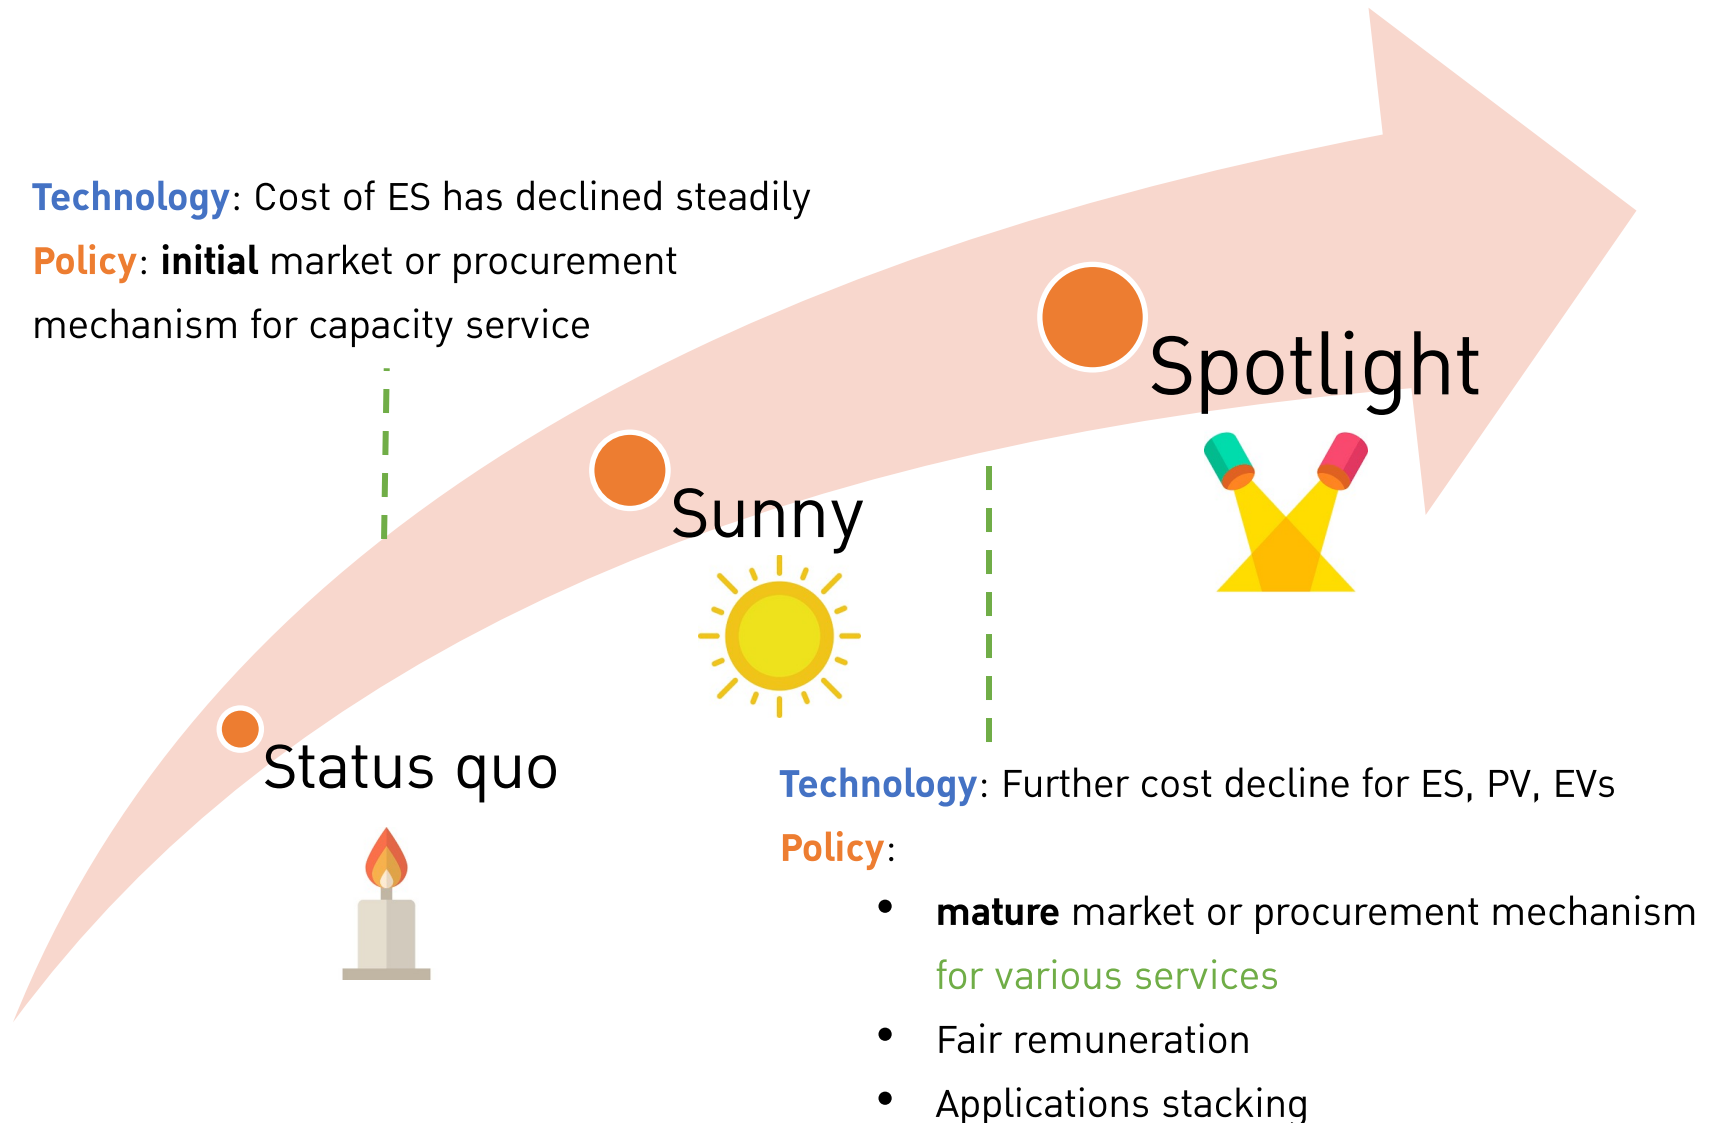 Technology: Cost of ES has declined steadily
Policy: initial market or procurement
mechanism for capacity service
Spotlight
Sunny
Status quo
Technology: Further cost decline for ES, PV, EVs
Policy:
• mature market or procurement mechanism
for various services
• Fair remuneration
• Applications stacking